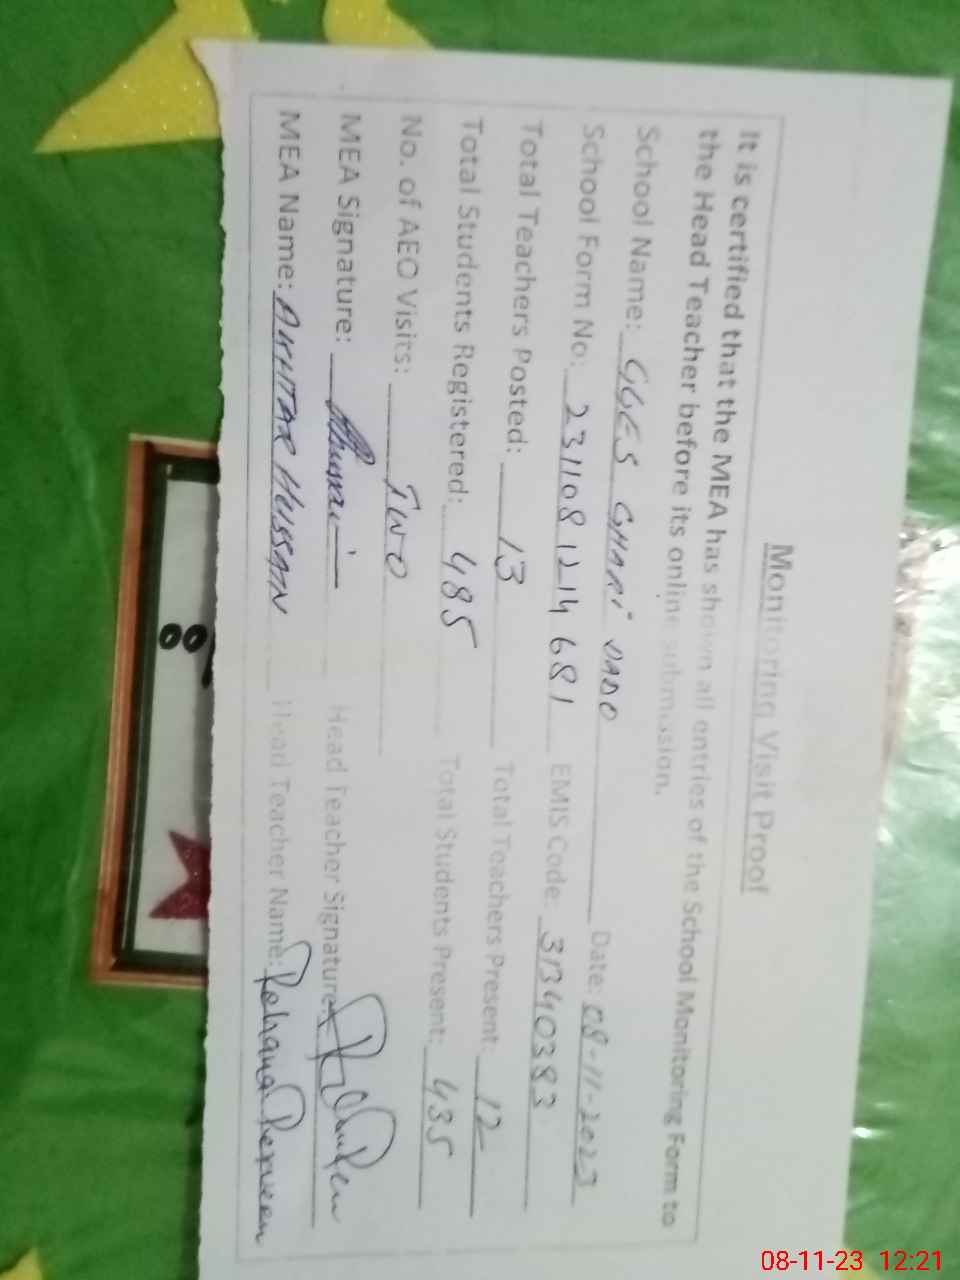 Monitoring Visit Proof
It is certified that the MEA has shown all entries of the School Monitoring Form to
the Head Teacher before its online submission.
School Name: GGES GHARI DADO Date: 08-11-2023
School Form No: 231108 1214 681 EMIS Code: 31340383
Total Teachers Posted: 13 Total Teachers Present: 12
Total Students Registered: 485 Total Students Present: 435
No. of AEO Visits: TWO
MEA Signature: Head Teacher Signature:
MEA Name: AKHTAR HUSSAIN Head Teacher Name: Rehana Perveen
08-11-23 12:21